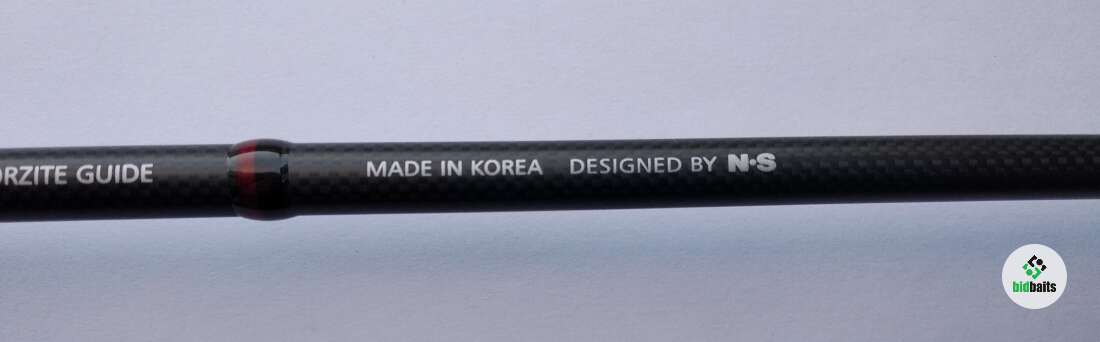 ORZITE GUIDE MADE IN KOREA DESIGNED BY N·S
bidbaits